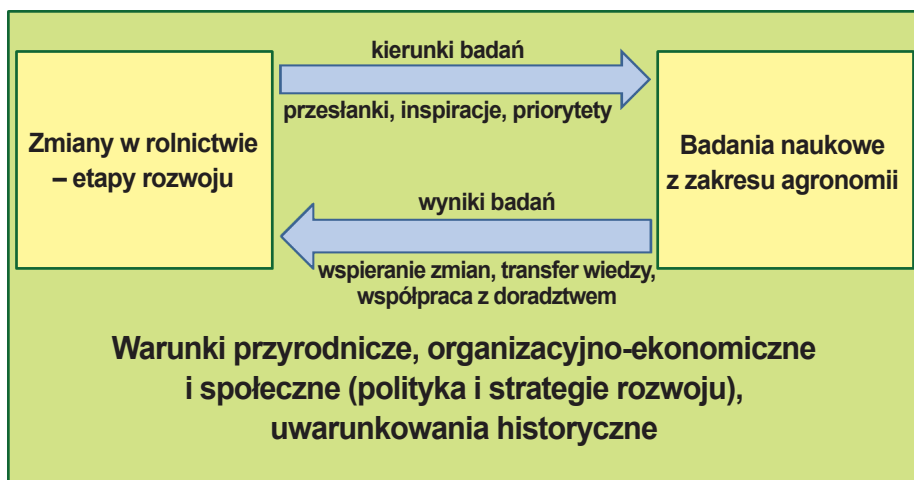 kierunki badań
przesłanki, inspiracje, priorytety
Zmiany w rolnictwie
– etapy rozwoju
Badania naukowe
z zakresu agronomii
wyniki badań
wspieranie zmian, transfer wiedzy,
współpraca z doradztwem
Warunki przyrodnicze, organizacyjno-ekonomiczne
i społeczne (polityka i strategie rozwoju),
uwarunkowania historyczne